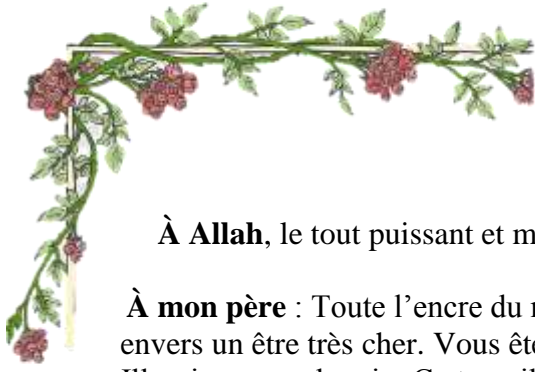 À Allah, le tout puissant et
À mon père : Toute l’encre du
envers un être très cher. Vous